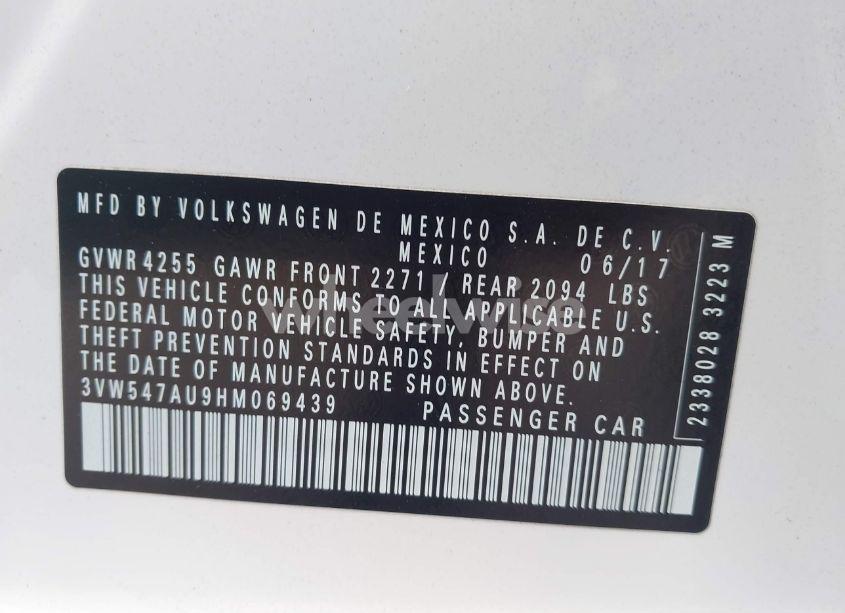 MFD BY VOLKSWAGEN DE MEXICO S.A. DE C.V.
MEXICO 06/17
GVWR 4255 GAWR FRONT 2271 / REAR 2094 LBS
THIS VEHICLE CONFORMS TO ALL APPLICABLE U.S.
FEDERAL MOTOR VEHICLE SAFETY, BUMPER AND
THEFT PREVENTION STANDARDS IN EFFECT ON
THE DATE OF MANUFACTURE SHOWN ABOVE.
3VW547AU9HM069439 PASSENGER CAR
2338028 3223 M
wheelwise